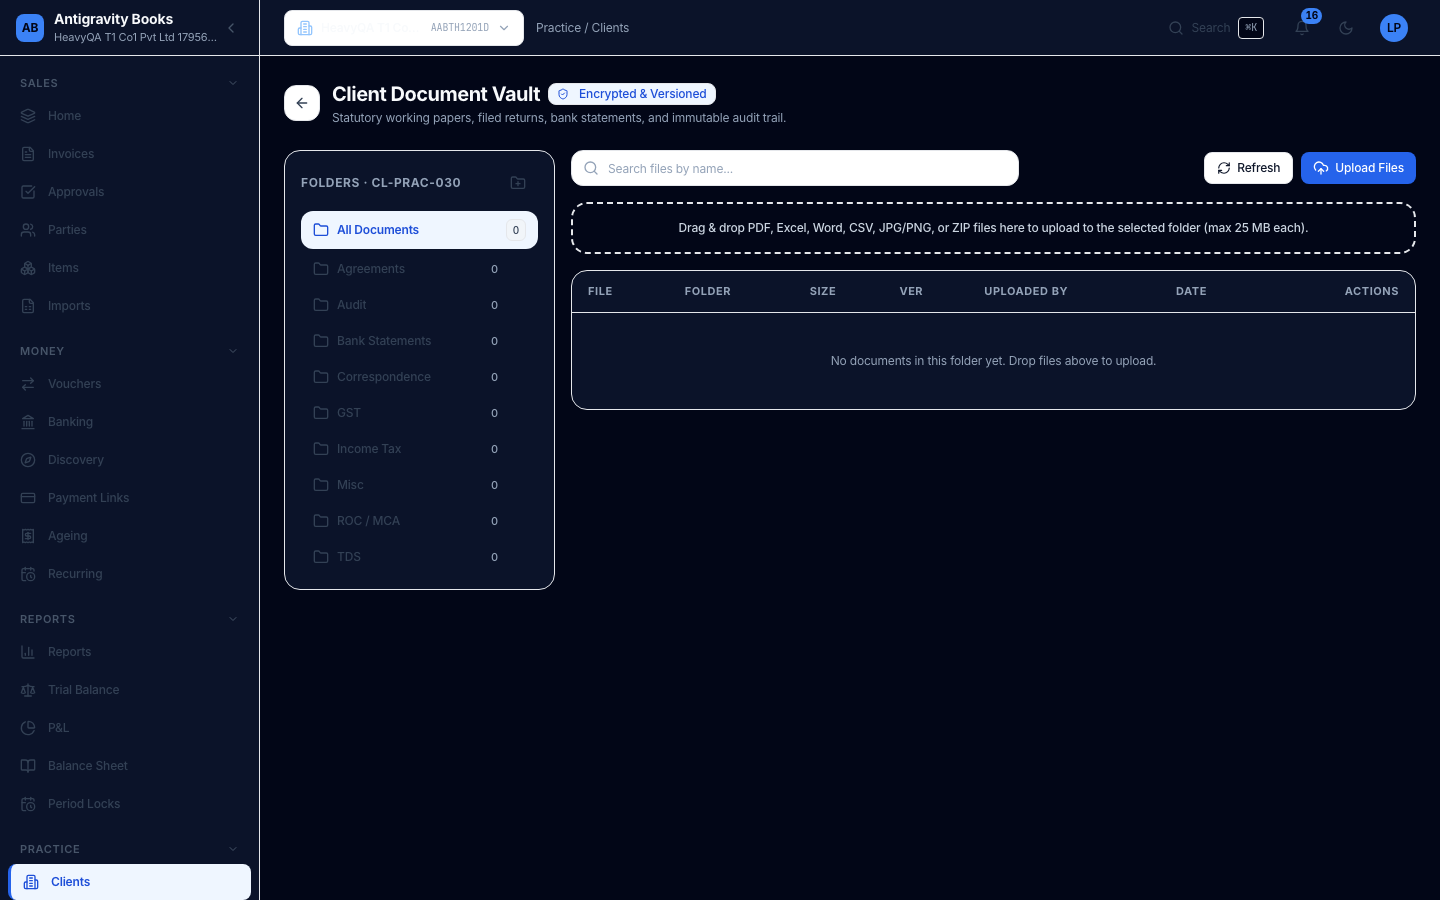 AB
Antigravity Books
HeavyQA T1 Co1 Pvt Ltd 17956...
HeavyQA T1 Co...
AABTH1201D
Practice / Clients
Search
⌘K
16
LP
SALES
Home
Invoices
Approvals
Parties
Items
Imports
MONEY
Vouchers
Banking
Discovery
Payment Links
Ageing
Recurring
REPORTS
Reports
Trial Balance
P&L
Balance Sheet
Period Locks
PRACTICE
Clients
Client Document Vault
Encrypted & Versioned
Statutory working papers, filed returns, bank statements, and immutable audit trail.
FOLDERS · CL-PRAC-030
All Documents 0
Agreements 0
Audit 0
Bank Statements 0
Correspondence 0
GST 0
Income Tax 0
Misc 0
ROC / MCA 0
TDS 0
Search files by name...
Refresh
Upload Files
Drag & drop PDF, Excel, Word, CSV, JPG/PNG, or ZIP files here to upload to the selected folder (max 25 MB each).
FILE FOLDER SIZE VER UPLOADED BY DATE ACTIONS
No documents in this folder yet. Drop files above to upload.